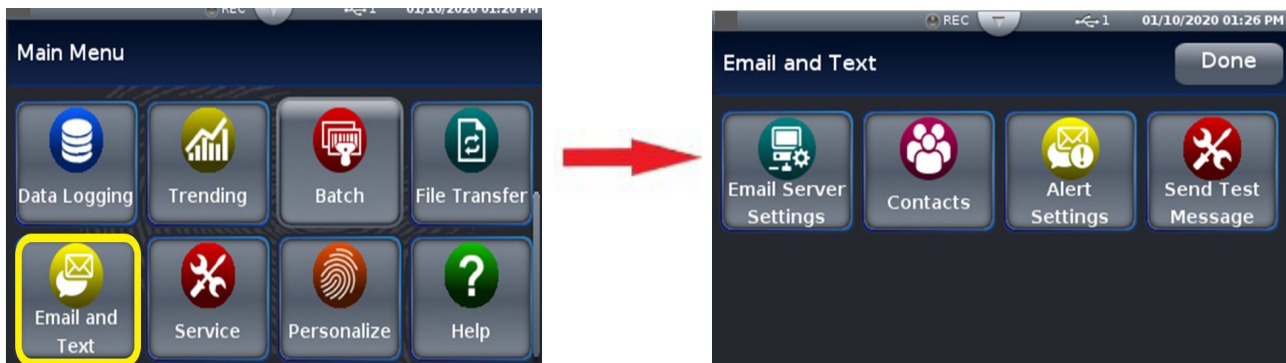 REC 1 01/10/2020 01:26 PM
Main Menu
Data Logging Trending Batch File Transfer
Email and
Text
Service Personalize Help
?
REC 1 01/10/2020 01:26 PM
Email and Text Done
Email Server
Settings
Contacts
Alert
Settings
Send Test
Message